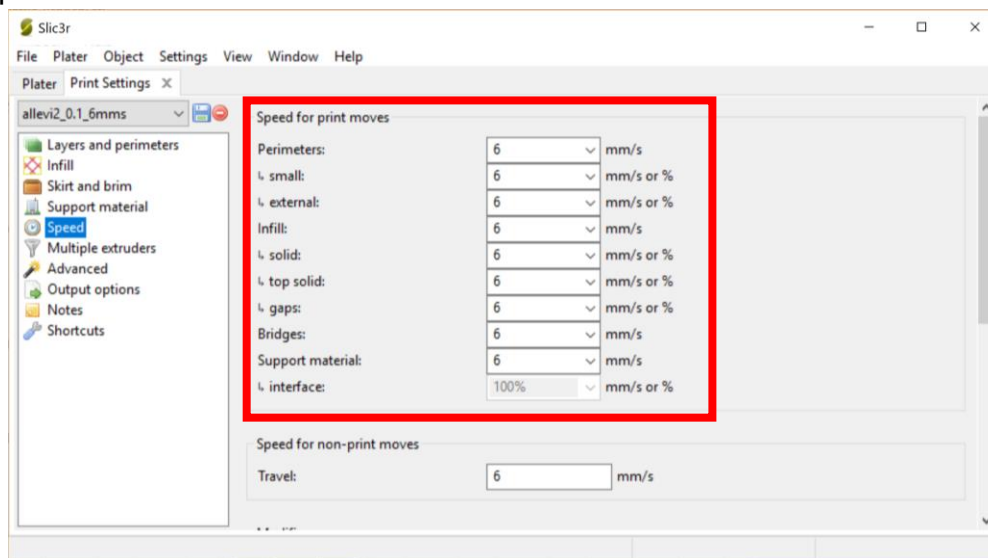 Slic3r
File Plater Object Settings View Window Help
Plater Print Settings
allevi2_0.1_6mms
Layers and perimeters
Infill
Skirt and brim
Support material
Speed
Multiple extruders
Advanced
Output options
Notes
Shortcuts
Speed for print moves
Perimeters: 6 mm/s
↳ small: 6 mm/s or %
↳ external: 6 mm/s or %
Infill: 6 mm/s
↳ solid: 6 mm/s or %
↳ top solid: 6 mm/s or %
↳ gaps: 6 mm/s or %
Bridges: 6 mm/s
Support material: 6 mm/s
↳ interface: 100% mm/s or %
Speed for non-print moves
Travel: 6 mm/s